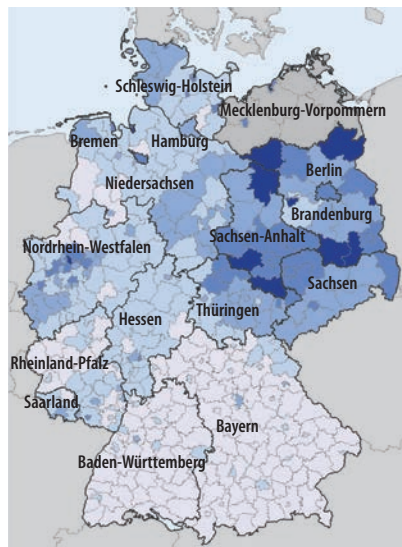 Schleswig-Holstein
Mecklenburg-Vorpommern
Bremen
Hamburg
Berlin
Niedersachsen
Brandenburg
Nordrhein-Westfalen
Sachsen-Anhalt
Sachsen
Hessen
Thüringen
Rheinland-Pfalz
Saarland
Bayern
Baden-Württemberg